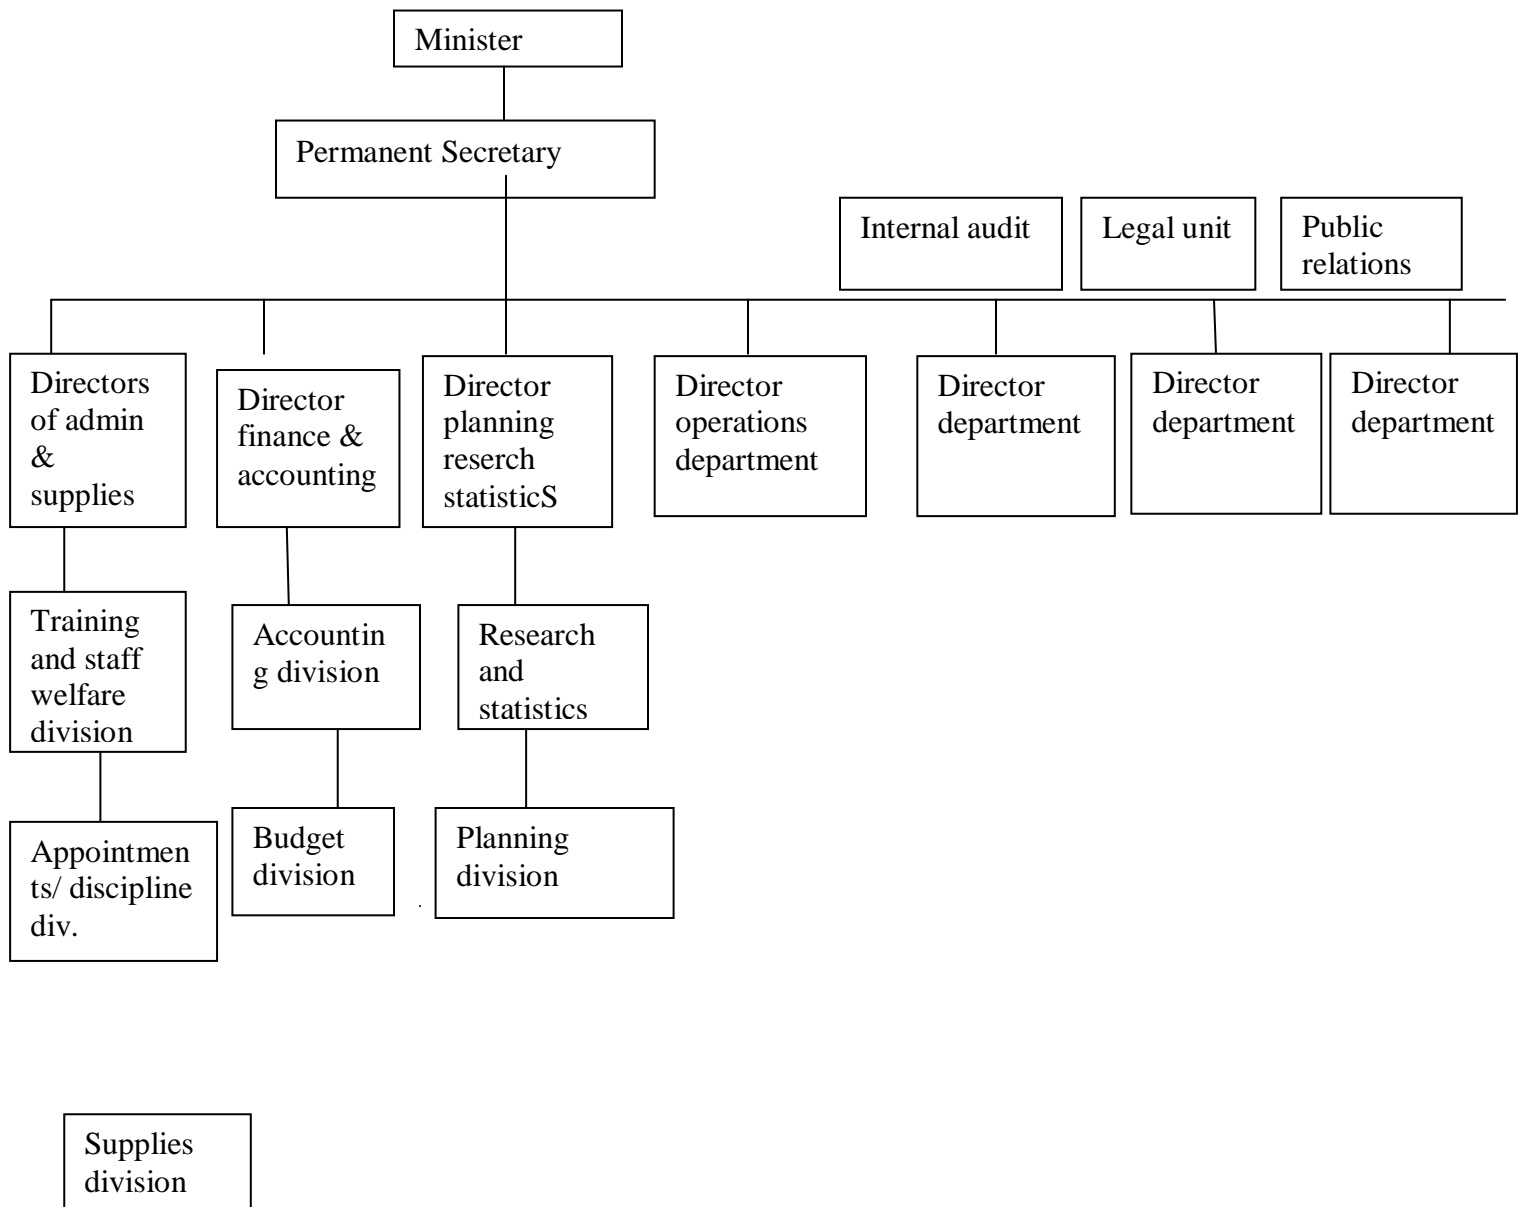 Minister
Permanent Secretary
Internal audit
Legal unit
Public
relations
Directors
of admin
&
supplies
Director
finance &
accounting
Director
planning
reserch
statisticS
Director
operations
department
Director
department
Director
department
Director
department
Training
and staff
welfare
division
Accountin
g division
Research
and
statistics
Appointmen
ts/ discipline
div.
Budget
division
Planning
division
Supplies
division